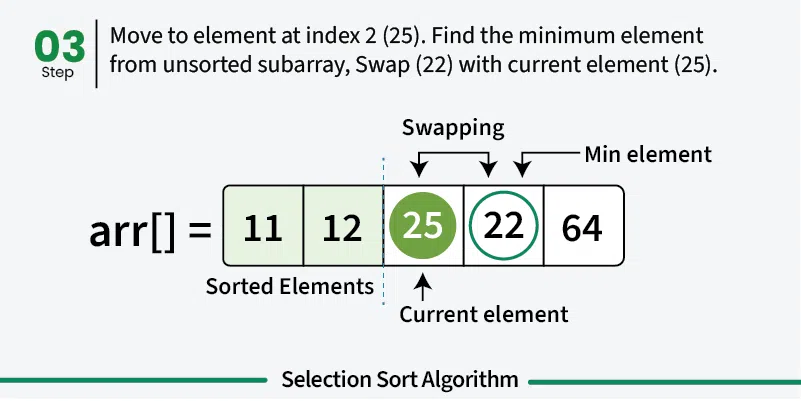 03
Step
Move to element at index 2 (25). Find the minimum element
from unsorted subarray, Swap (22) with current element (25).
Swapping
Min element
arr[] = 11 12 25 22 64
Sorted Elements
Current element
Selection Sort Algorithm